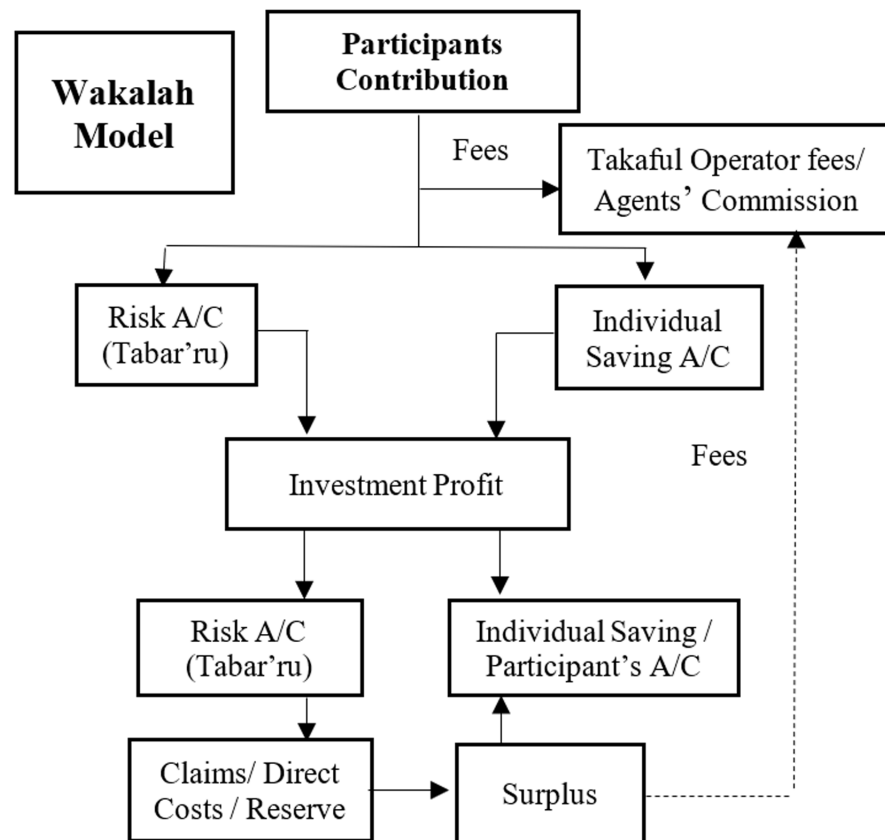 Wakalah
Model
Participants
Contribution
Fees
Takaful Operator fees/
Agents’ Commission
Risk A/C
(Tabar’ru)
Individual
Saving A/C
Investment Profit
Fees
Risk A/C
(Tabar’ru)
Individual Saving /
Participant’s A/C
Claims/ Direct
Costs / Reserve
Surplus